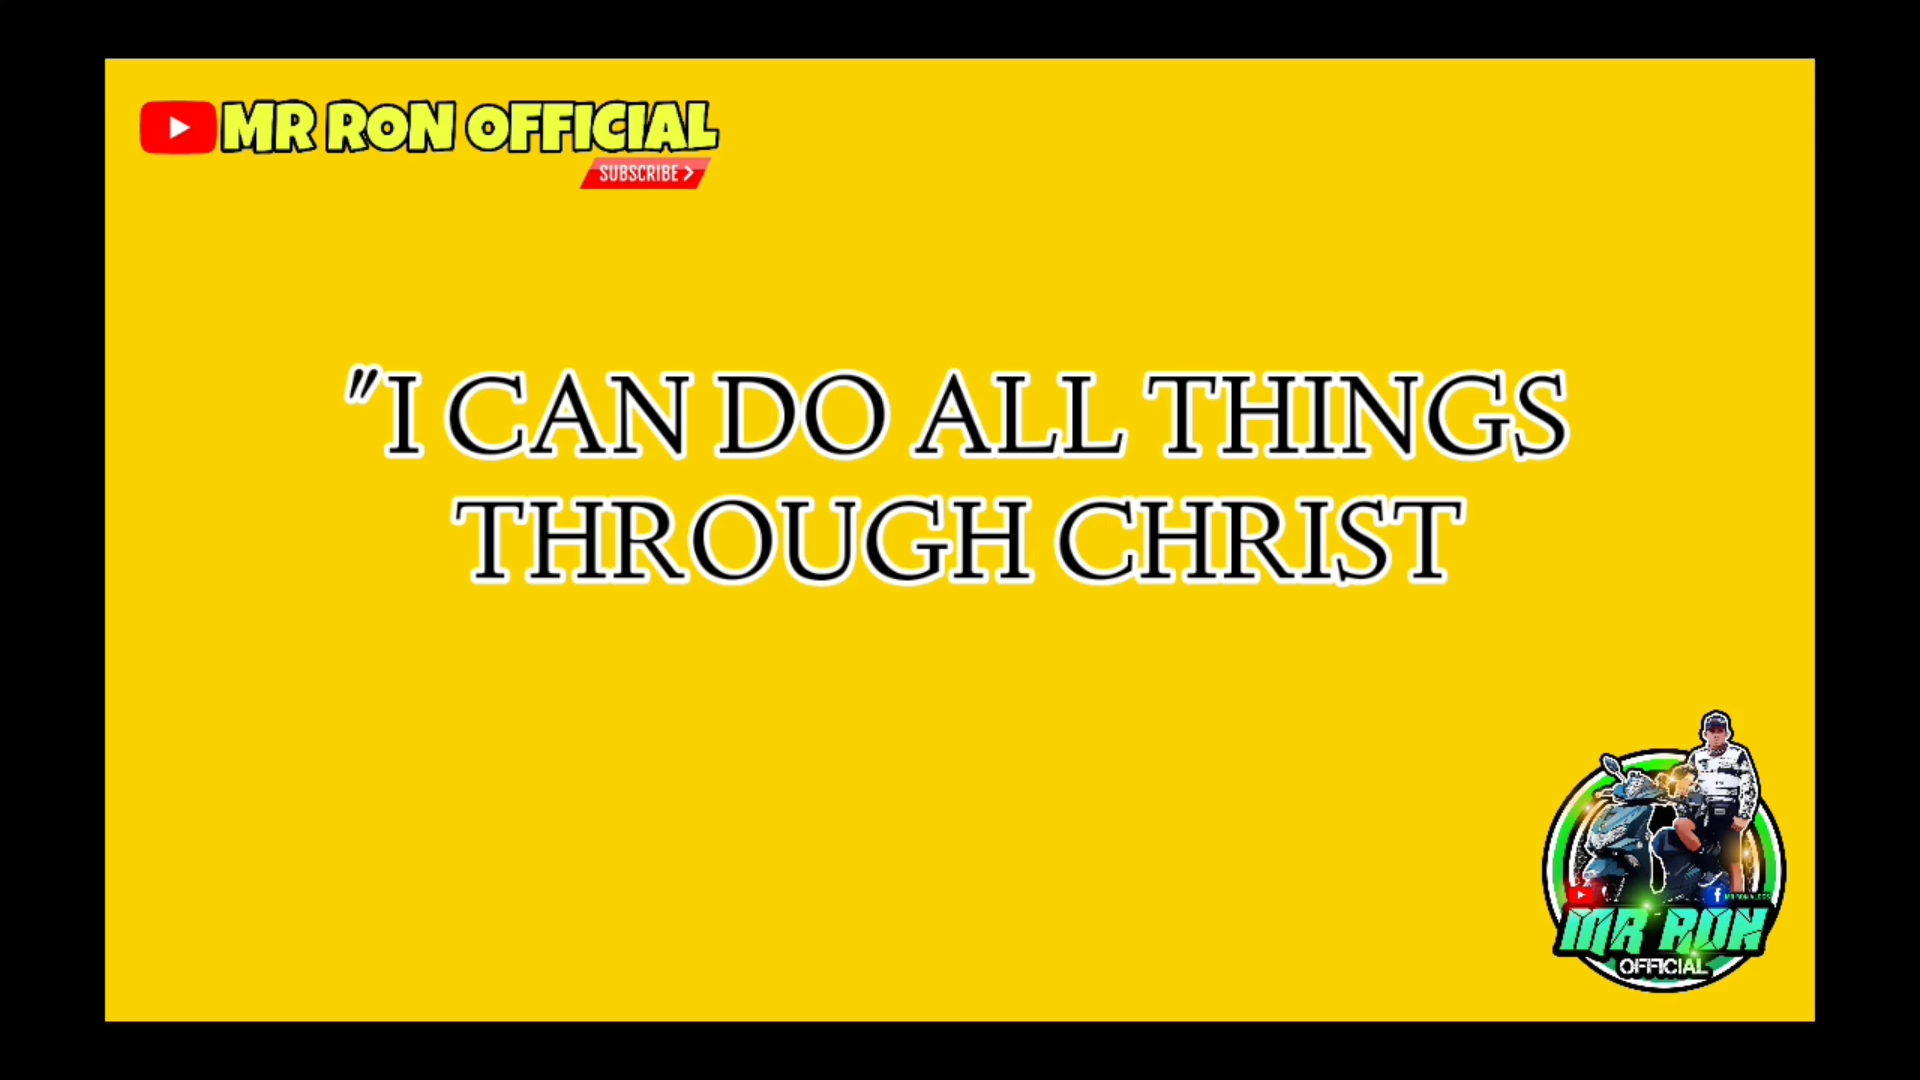 MR RON OFFICIAL
SUBSCRIBE >
"I CAN DO ALL THINGS
THROUGH CHRIST
MR RON
OFFICIAL